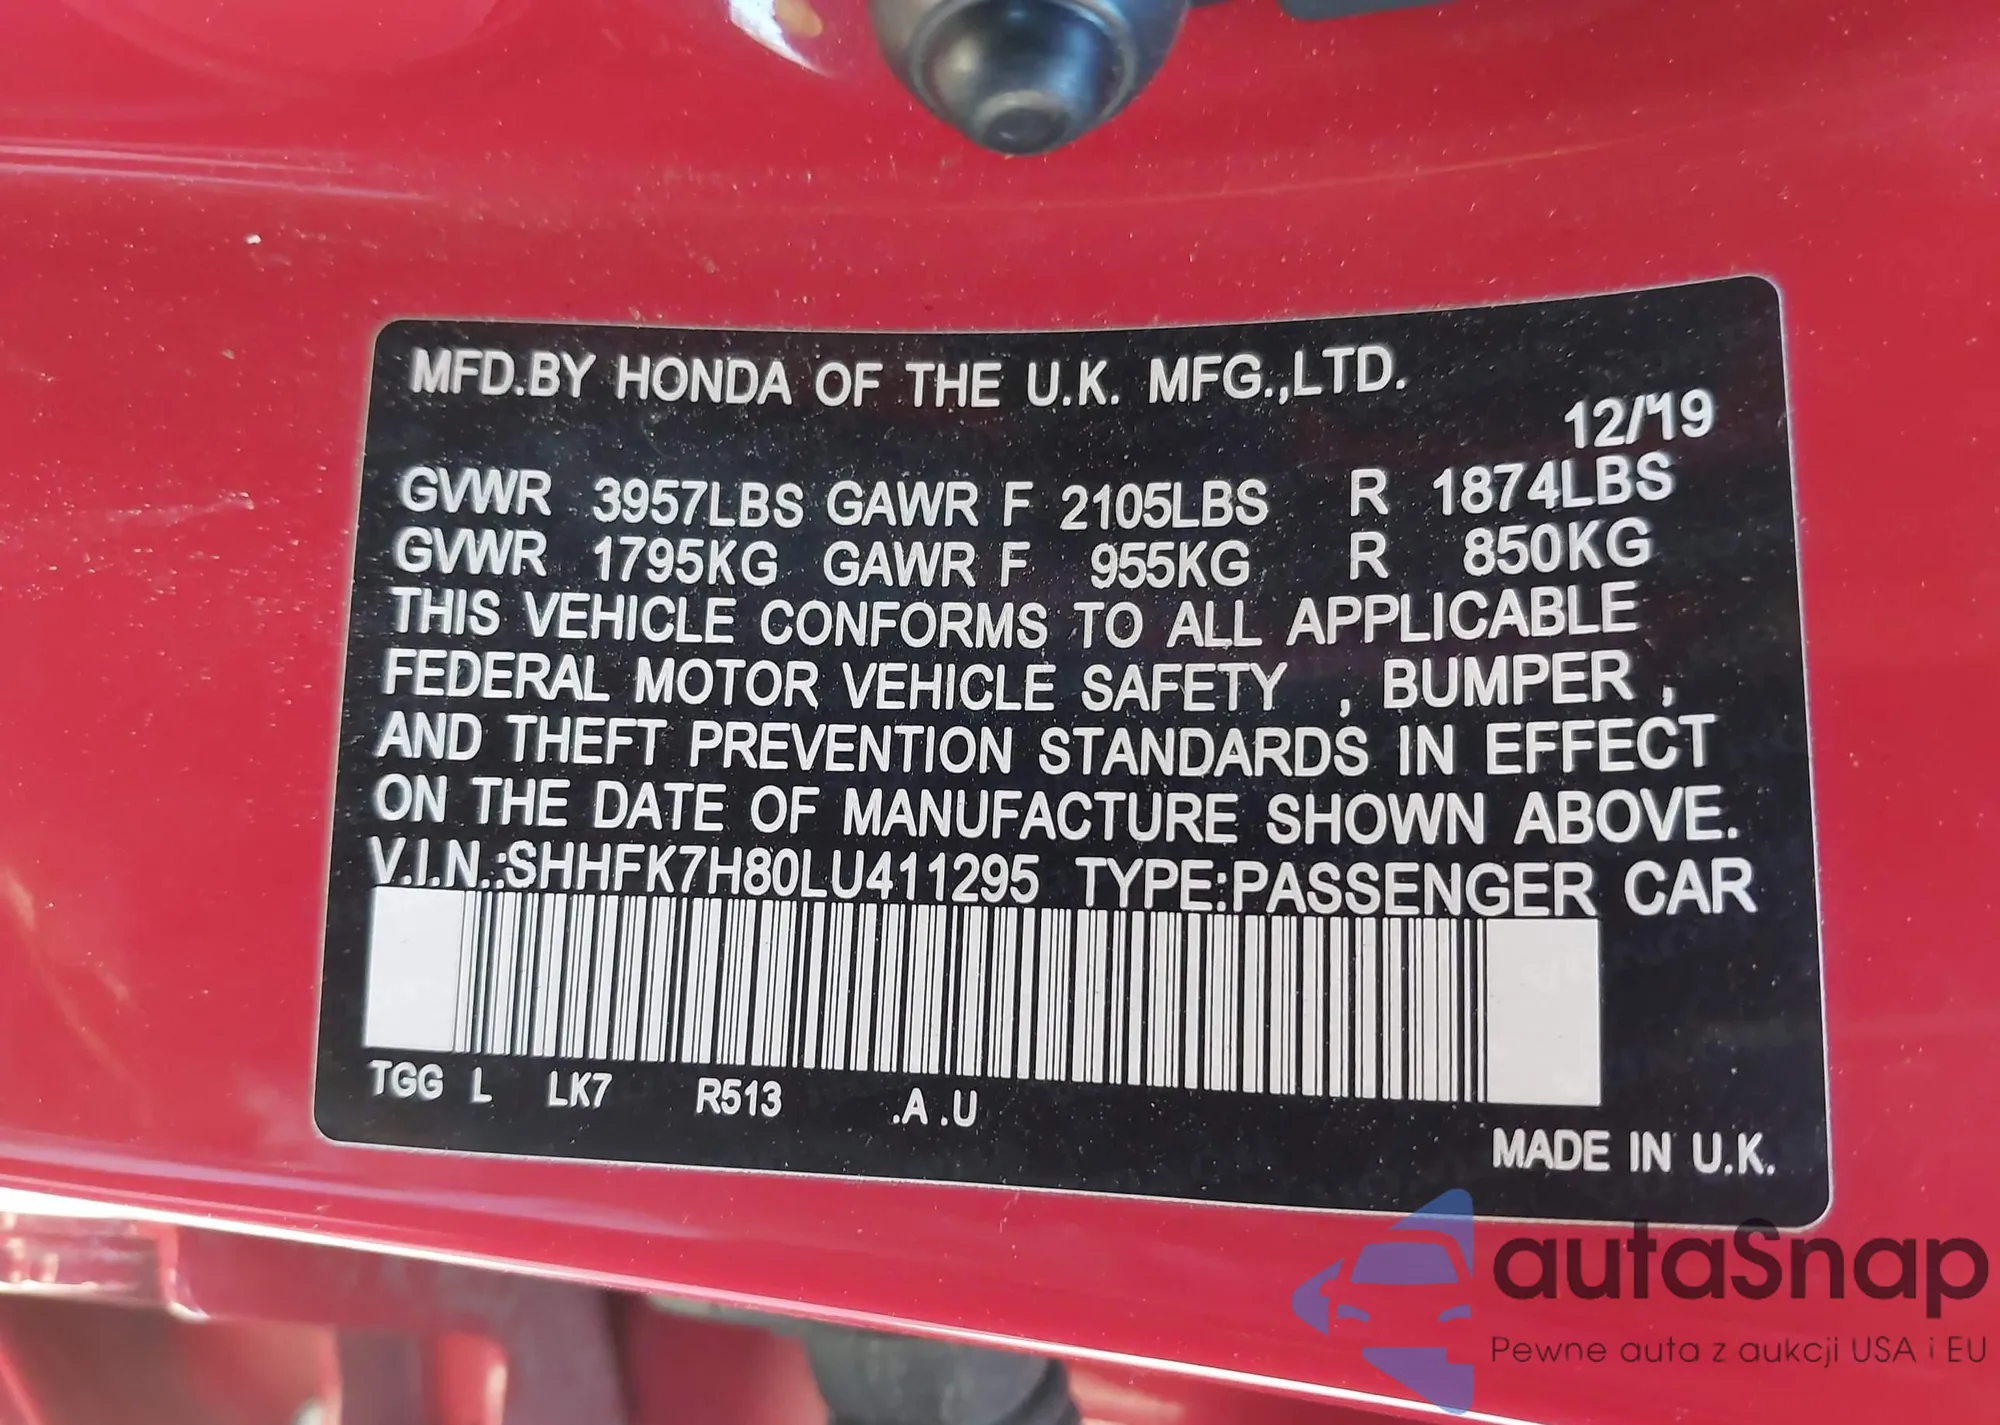 MFD.BY HONDA OF THE U.K. MFG.,LTD.
12/'19
GVWR 3957LBS GAWR F 2105LBS R 1874LBS
GVWR 1795KG GAWR F 955KG R 850KG
THIS VEHICLE CONFORMS TO ALL APPLICABLE
FEDERAL MOTOR VEHICLE SAFETY , BUMPER ,
AND THEFT PREVENTION STANDARDS IN EFFECT
ON THE DATE OF MANUFACTURE SHOWN ABOVE.
V.I.N.:SHHFK7H80LU411295 TYPE:PASSENGER CAR
TGG L LK7 R513 .A .U
MADE IN U.K.
autaSnap
Pewne auta z aukcji USA i EU